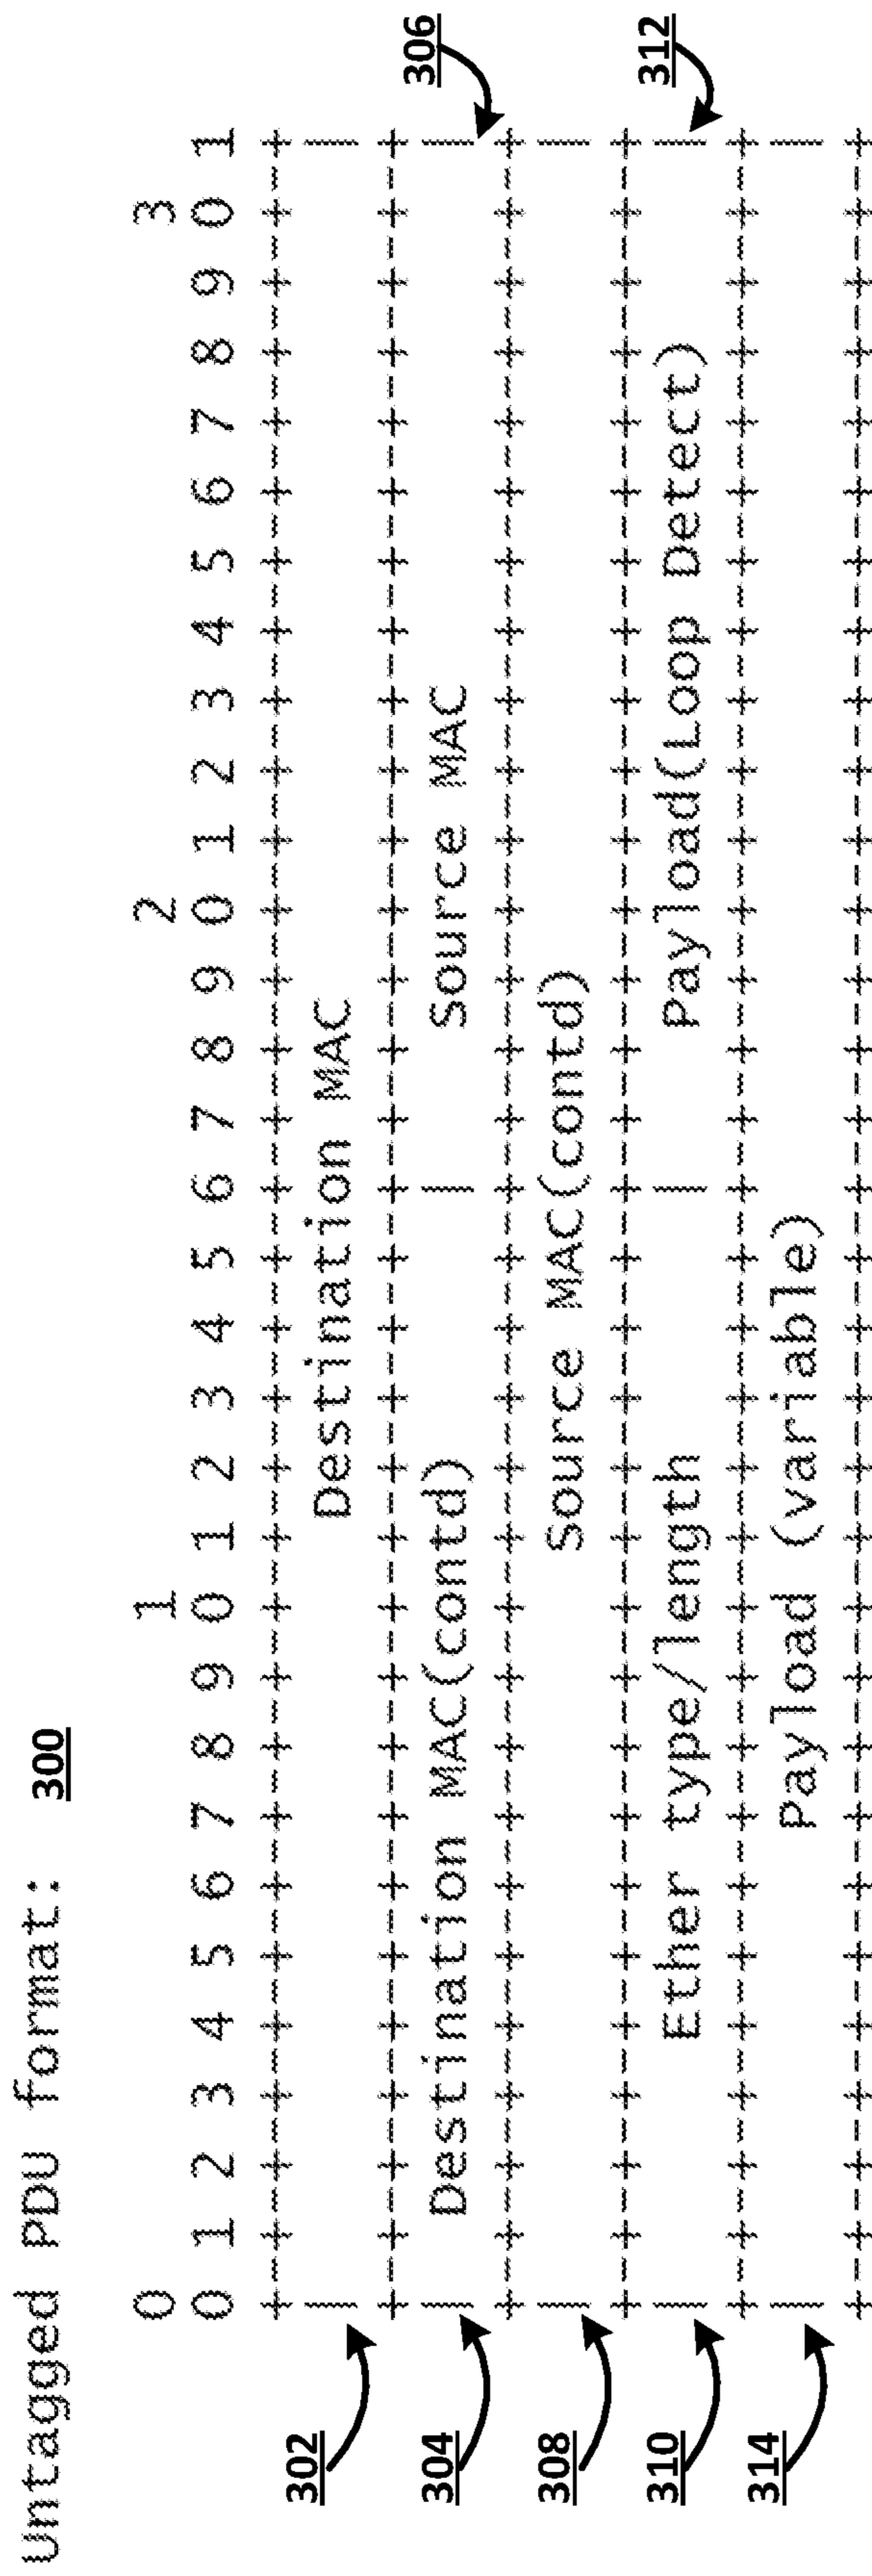 Untagged PDU format: 300
0 1 2 3
0 1 2 3 4 5 6 7 8 9 0 1 2 3 4 5 6 7 8 9 0 1 2 3 4 5 6 7 8 9 0 1
+-+-+-+-+-+-+-+-+-+-+-+-+-+-+-+-+-+-+-+-+-+-+-+-+-+-+-+-+-+-+-+-+
302 | Destination MAC |
+-+-+-+-+-+-+-+-+-+-+-+-+-+-+-+-+-+-+-+-+-+-+-+-+-+-+-+-+-+-+-+-+
304 | Destination MAC(contd) | Source MAC | 306
+-+-+-+-+-+-+-+-+-+-+-+-+-+-+-+-+-+-+-+-+-+-+-+-+-+-+-+-+-+-+-+-+
308 | Source MAC(contd) |
+-+-+-+-+-+-+-+-+-+-+-+-+-+-+-+-+-+-+-+-+-+-+-+-+-+-+-+-+-+-+-+-+
310 | Ether type/length | Payload(Loop Detect) | 312
+-+-+-+-+-+-+-+-+-+-+-+-+-+-+-+-+-+-+-+-+-+-+-+-+-+-+-+-+-+-+-+-+
314 | Payload (variable) |
+-+-+-+-+-+-+-+-+-+-+-+-+-+-+-+-+-+-+-+-+-+-+-+-+-+-+-+-+-+-+-+-+